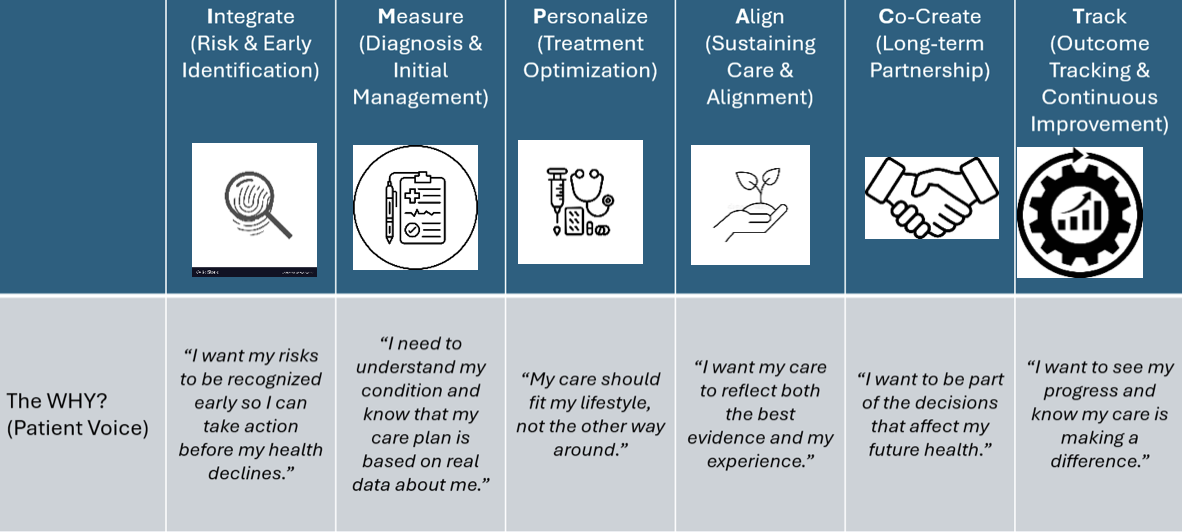 Integrate
(Risk & Early
Identification)
Measure
(Diagnosis &
Initial
Management)
Personalize
(Treatment
Optimization)
Align
(Sustaining
Care &
Alignment)
Co-Create
(Long-term
Partnership)
Track
(Outcome
Tracking &
Continuous
Improvement)
The WHY?
(Patient Voice)
“I want my risks
to be recognized
early so I can
take action
before my health
declines.”
“I need to
understand my
condition and
know that my
care plan is
based on real
data about me.”
“My care should
fit my lifestyle,
not the other way
around.”
“I want my care
to reflect both
the best
evidence and my
experience.”
“I want to be part
of the decisions
that affect my
future health.”
“I want to see my
progress and
know my care is
making a
difference.”